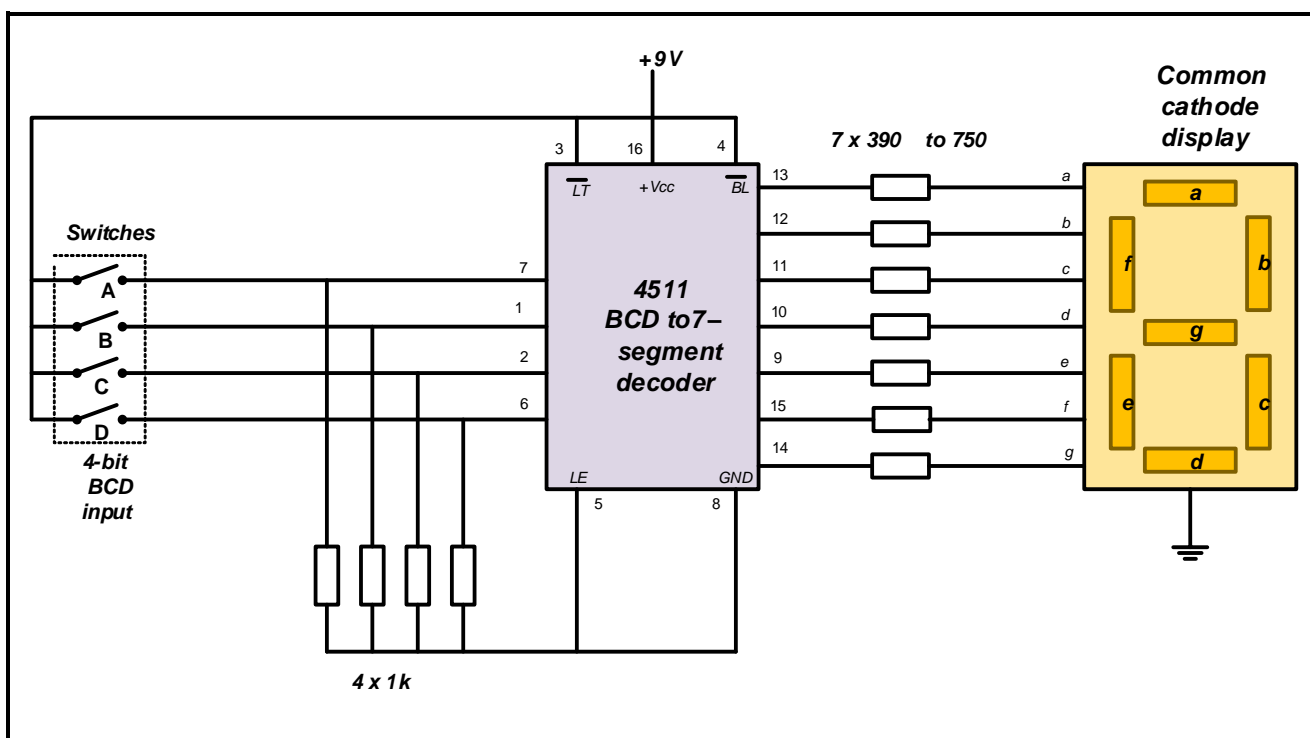 +9V
Common
cathode
display
7 x 390 to 750
3
16
4
LT
+Vcc
BL
13
a
12
b
11
c
10
d
9
e
15
f
14
g
Switches
A
B
C
D
4-bit
BCD
input
7
1
2
6
4511
BCD to7–
segment
decoder
LE
GND
5
8
4 x 1k
a
f
b
g
e
c
d